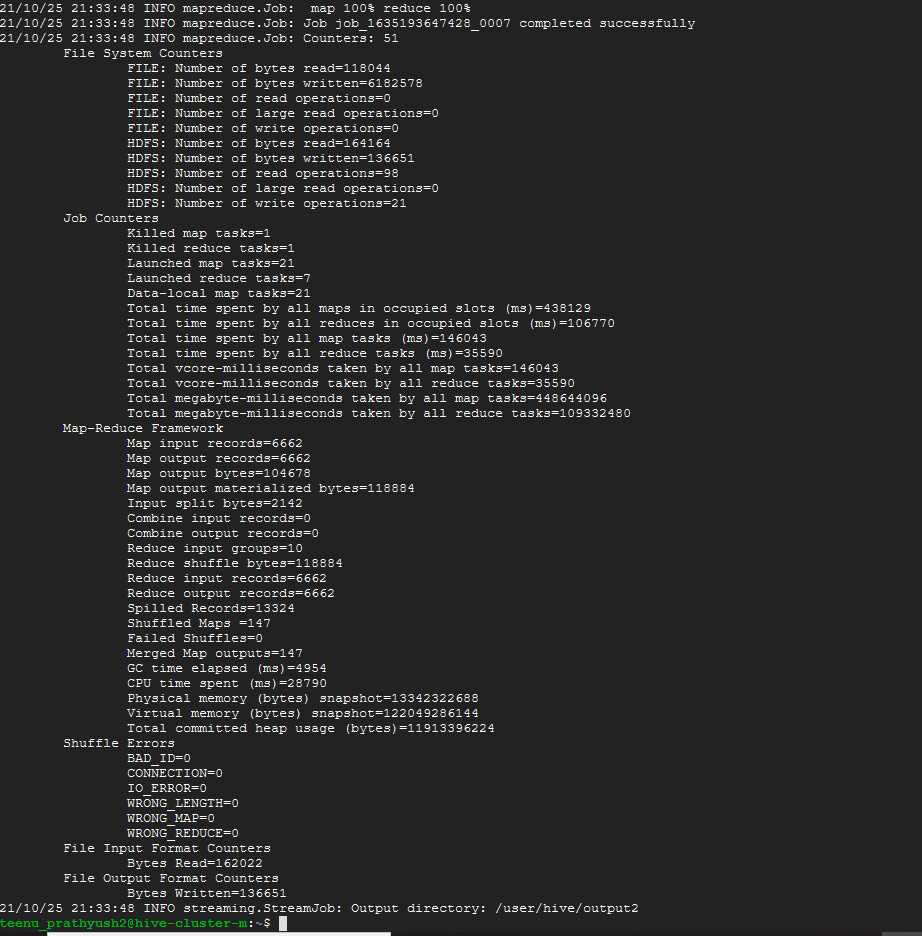 21/10/25 21:33:48 INFO mapreduce.Job:  map 100% reduce 100%
21/10/25 21:33:48 INFO mapreduce.Job: Job job_1635193647428_0007 completed successfully
21/10/25 21:33:48 INFO mapreduce.Job: Counters: 51
File System Counters
FILE: Number of bytes read=118044
FILE: Number of bytes written=6182578
FILE: Number of read operations=0
FILE: Number of large read operations=0
FILE: Number of write operations=0
HDFS: Number of bytes read=164164
HDFS: Number of bytes written=136651
HDFS: Number of read operations=98
HDFS: Number of large read operations=0
HDFS: Number of write operations=21
Job Counters
Killed map tasks=1
Killed reduce tasks=1
Launched map tasks=21
Launched reduce tasks=7
Data-local map tasks=21
Total time spent by all maps in occupied slots (ms)=438129
Total time spent by all reduces in occupied slots (ms)=106770
Total time spent by all map tasks (ms)=146043
Total time spent by all reduce tasks (ms)=35590
Total vcore-milliseconds taken by all map tasks=146043
Total vcore-milliseconds taken by all reduce tasks=35590
Total megabyte-milliseconds taken by all map tasks=448644096
Total megabyte-milliseconds taken by all reduce tasks=109332480
Map-Reduce Framework
Map input records=6662
Map output records=6662
Map output bytes=104678
Map output materialized bytes=118884
Input split bytes=2142
Combine input records=0
Combine output records=0
Reduce input groups=10
Reduce shuffle bytes=118884
Reduce input records=6662
Reduce output records=6662
Spilled Records=13324
Shuffled Maps =147
Failed Shuffles=0
Merged Map outputs=147
GC time elapsed (ms)=4954
CPU time spent (ms)=28790
Physical memory (bytes) snapshot=13342322688
Virtual memory (bytes) snapshot=122049286144
Total committed heap usage (bytes)=11913396224
Shuffle Errors
BAD_ID=0
CONNECTION=0
IO_ERROR=0
WRONG_LENGTH=0
WRONG_MAP=0
WRONG_REDUCE=0
File Input Format Counters
Bytes Read=162022
File Output Format Counters
Bytes Written=136651
21/10/25 21:33:48 INFO streaming.StreamJob: Output directory: /user/hive/output2
teenu_prathyush2@hive-cluster-m:~$